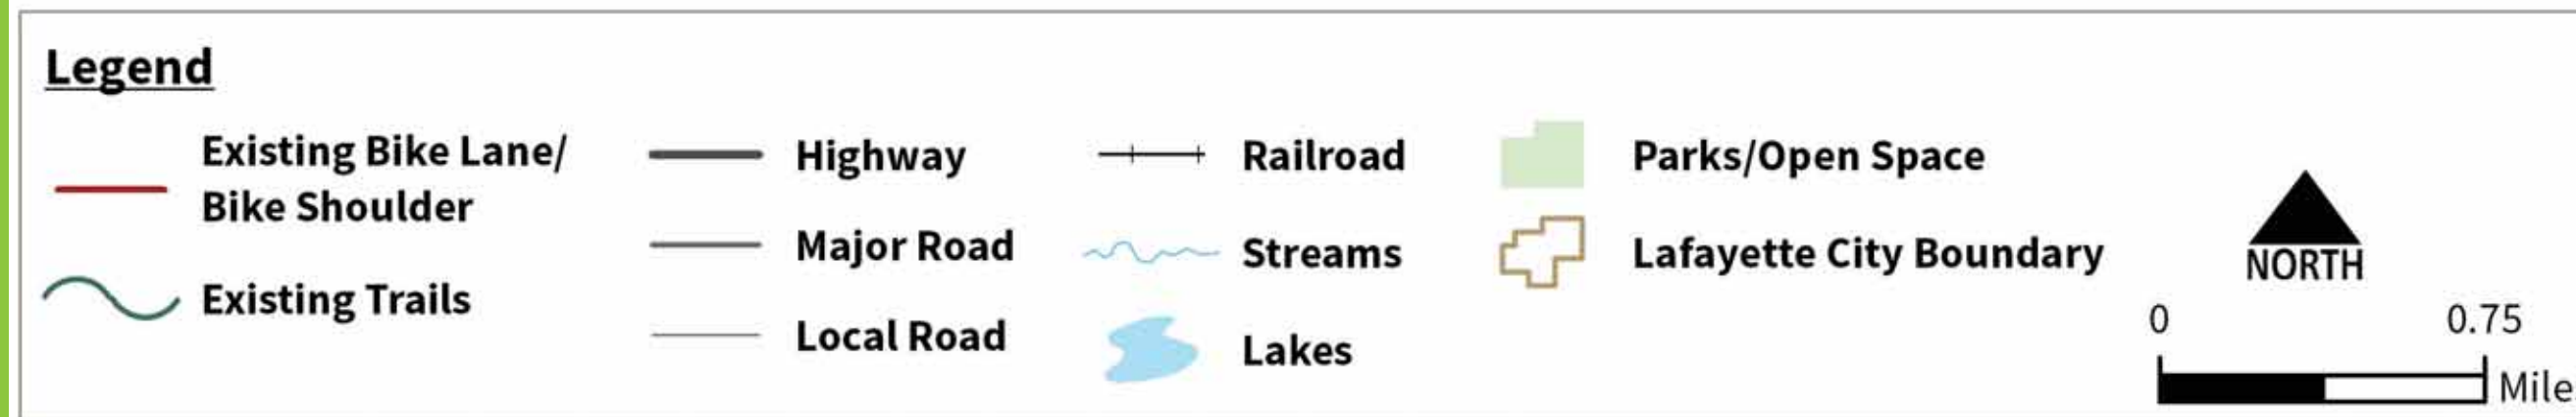 Legend
Existing Bike Lane/
Bike Shoulder
Existing Trails
Highway
Major Road
Local Road
Railroad
Streams
Lakes
Parks/Open Space
Lafayette City Boundary
NORTH
0 0.75
Mile